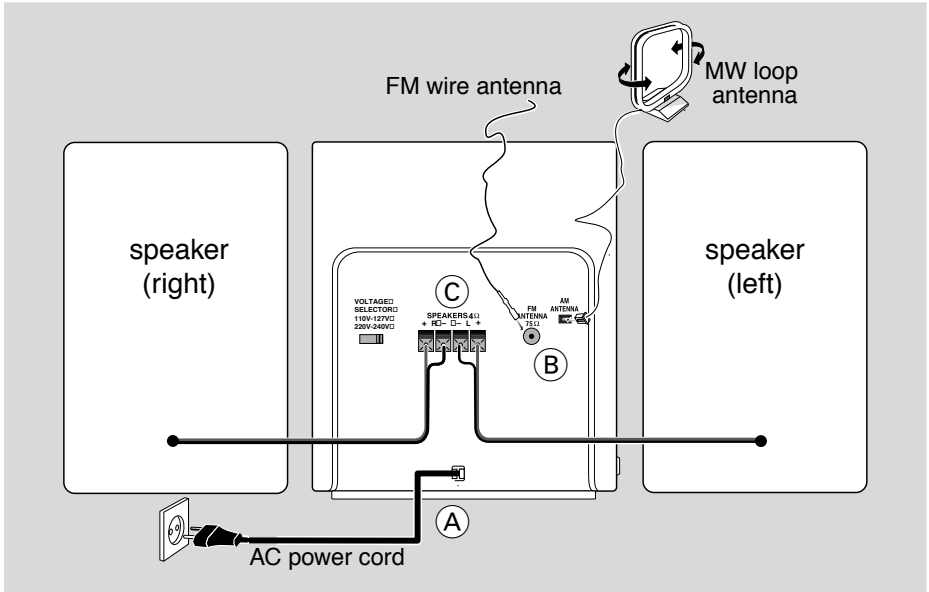 FM wire antenna
MW loop
antenna
speaker
(right)
speaker
(left)
VOLTAGE□
SELECTOR□
110V-127V□
220V-240V□
C
SPEAKERS 4Ω
+ R□– □– L +
FM
ANTENNA
75Ω
AM
ANTENNA
B
A
AC power cord